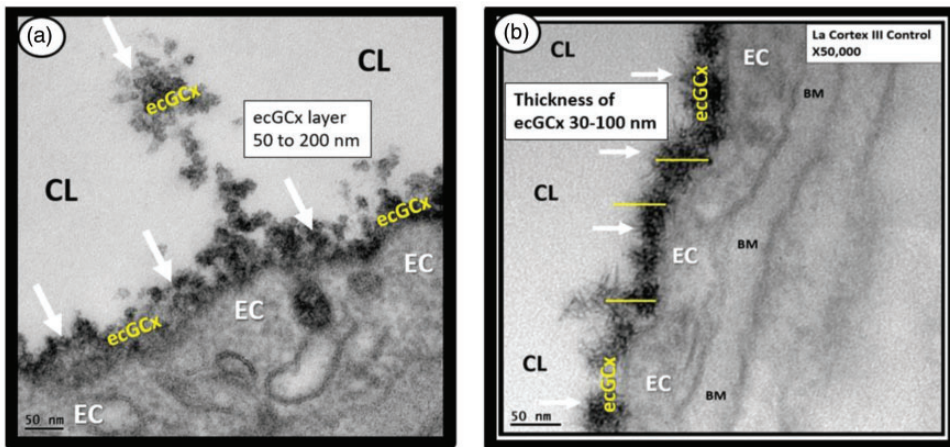 (a)
CL
ecGCx
ecGCx layer
50 to 200 nm
CL
ecGCx
EC
EC
ecGCx
EC
50 nm
(b)
La Cortex III Control
X50,000
CL
EC
BM
ecGCx
Thickness of
ecGCx 30-100 nm
CL
EC
BM
CL
ecGCx
EC
BM
50 nm